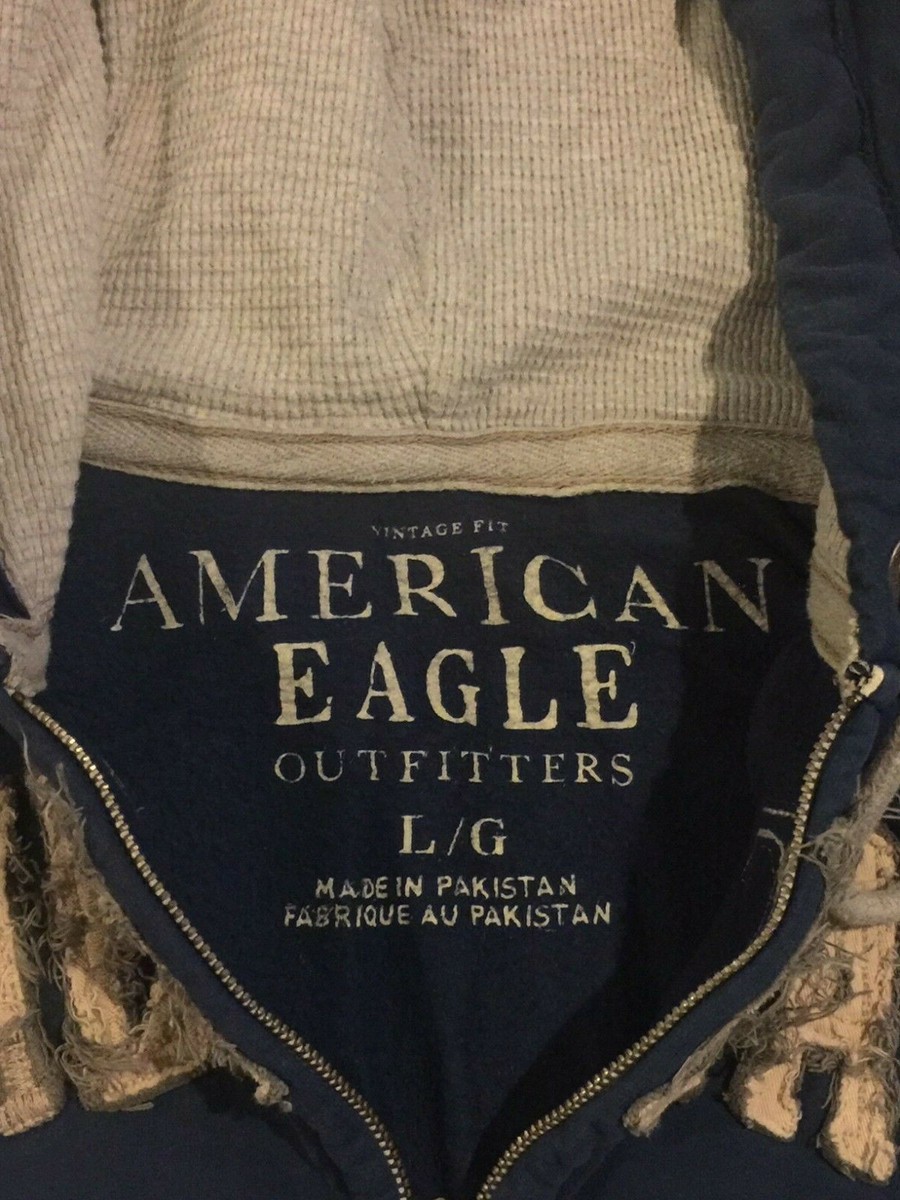 VINTAGE FIT
AMERICAN
EAGLE
OUTFITTERS
L/G
MADE IN PAKISTAN
FABRIQUE AU PAKISTAN